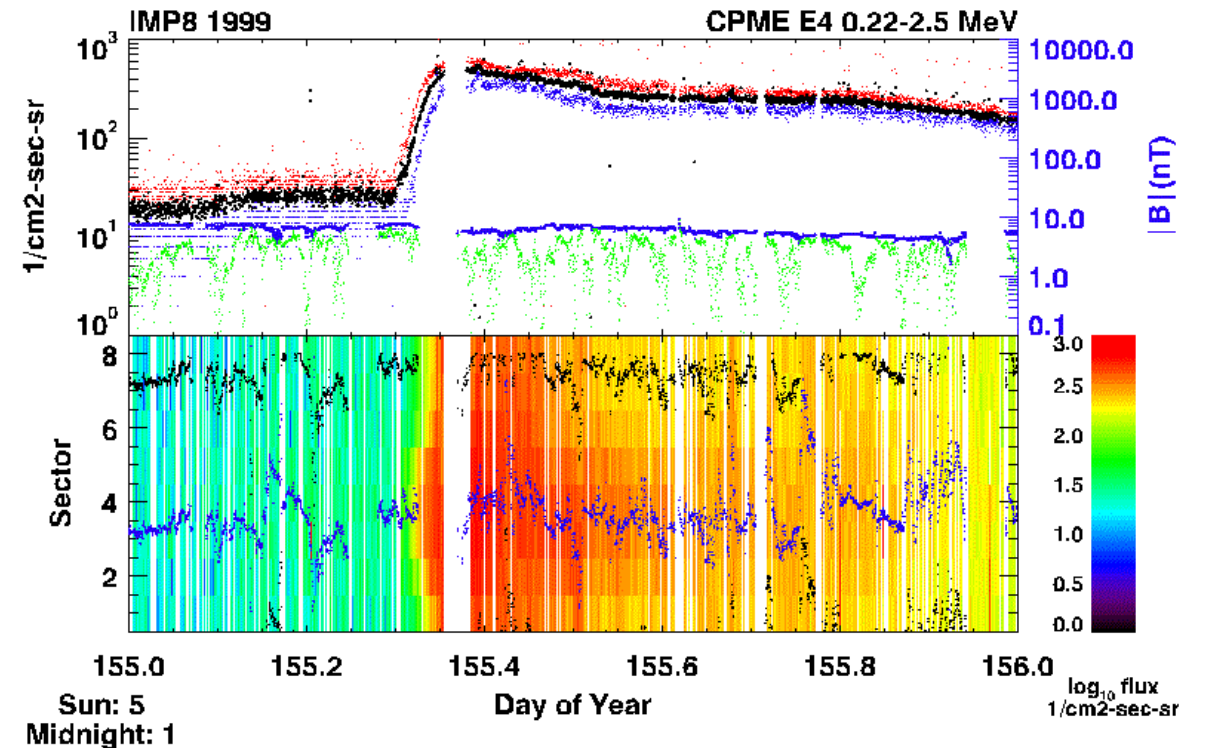 IMP8 1999 CPME E4 0.22-2.5 MeV
10³ 10000.0
1000.0
10² 100.0
10¹ 10.0
1.0
10⁰ 0.1
1/cm2-sec-sr
|B|(nT)
8 3.0
2.5
6 2.0
4 1.5
1.0
2 0.5
0.0
Sector
155.0 155.2 155.4 155.6 155.8 156.0
Day of Year
log₁₀ flux
1/cm2-sec-sr
Sun: 5
Midnight: 1